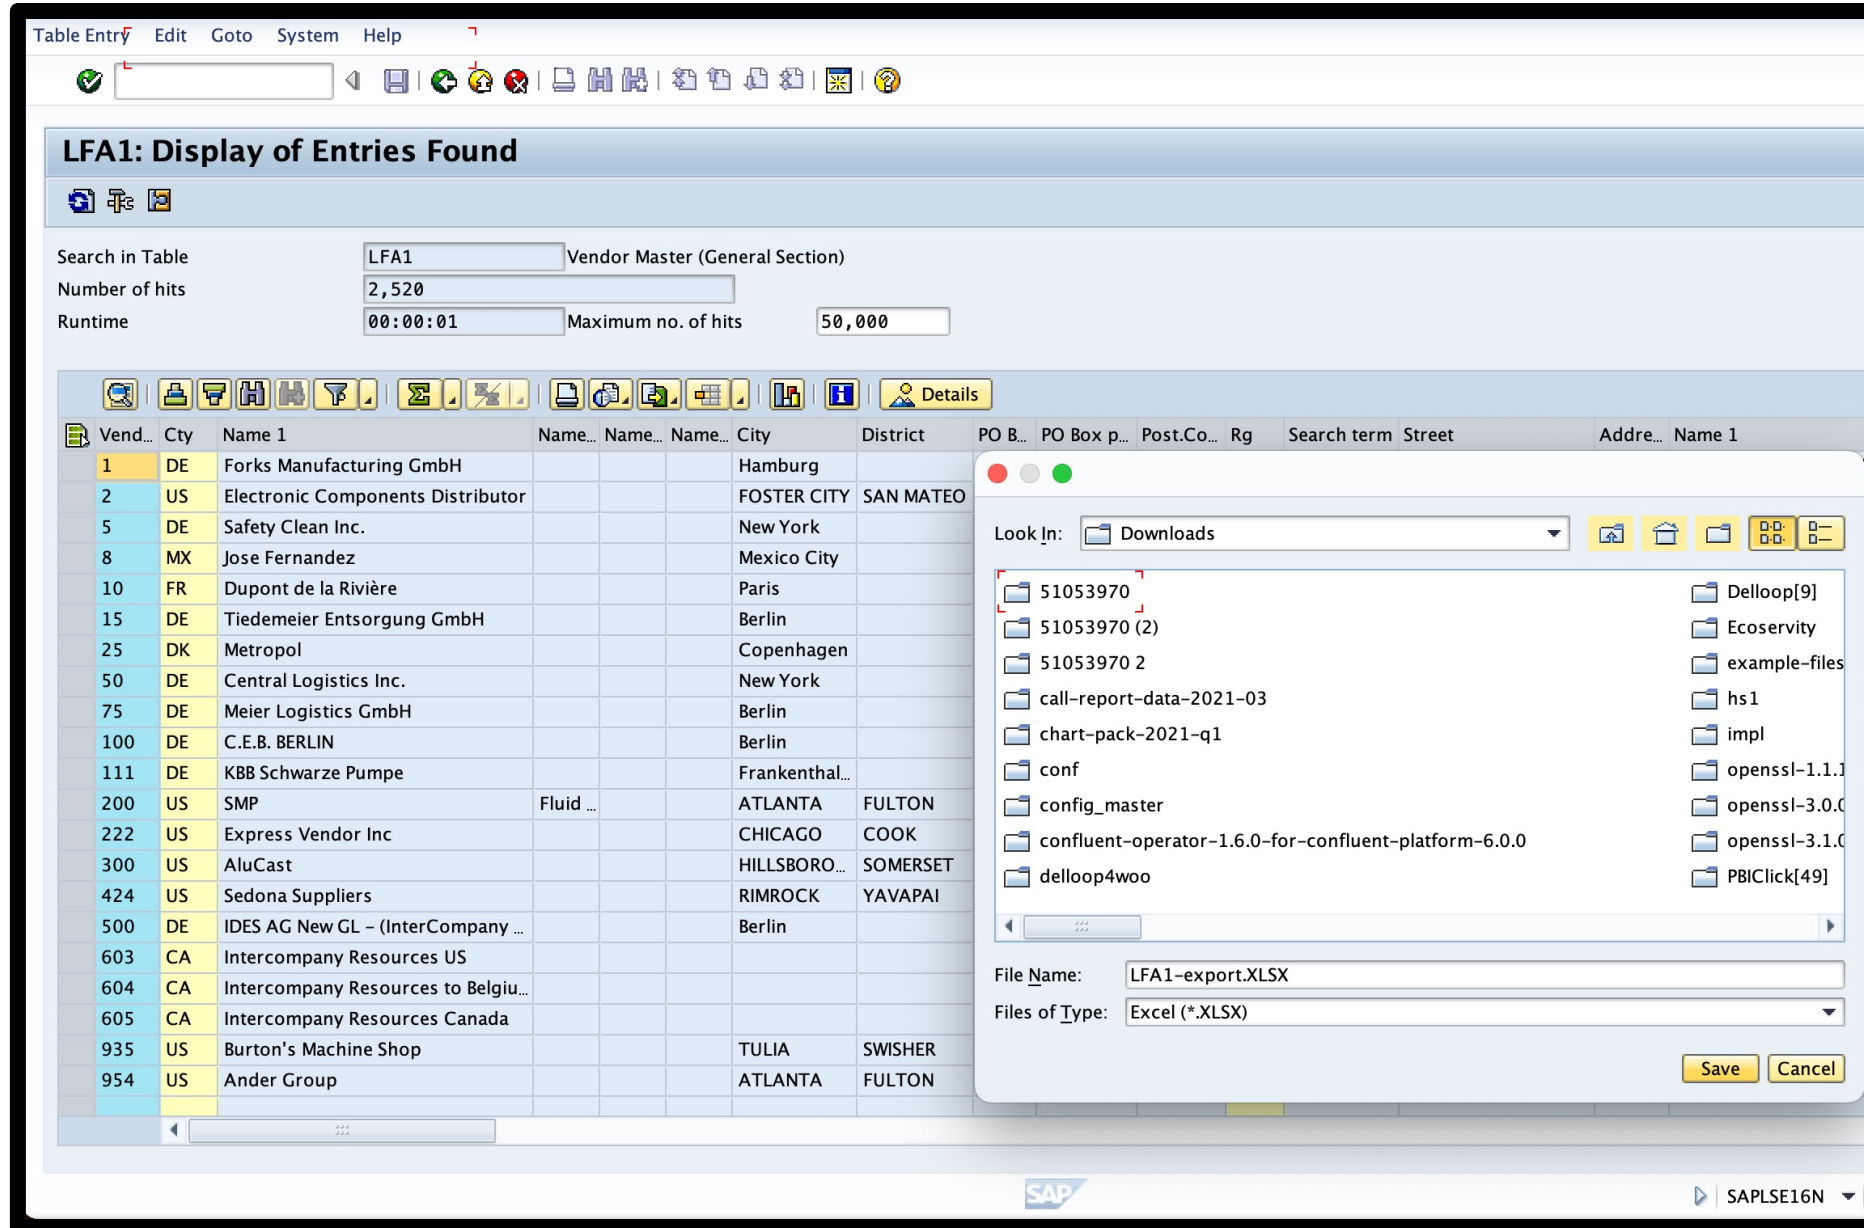 Table Entry Edit Goto System Help
LFA1: Display of Entries Found
Search in Table LFA1 Vendor Master (General Section)
Number of hits 2,520
Runtime 00:00:01 Maximum no. of hits 50,000
Details
Vend... Cty Name 1 Name... Name... Name... City District PO B... PO Box p... Post.Co... Rg Search term Street Addre... Name 1
1 DE Forks Manufacturing GmbH Hamburg
2 US Electronic Components Distributor FOSTER CITY SAN MATEO
5 DE Safety Clean Inc. New York
8 MX Jose Fernandez Mexico City
10 FR Dupont de la Rivière Paris
15 DE Tiedemeier Entsorgung GmbH Berlin
25 DK Metropol Copenhagen
50 DE Central Logistics Inc. New York
75 DE Meier Logistics GmbH Berlin
100 DE C.E.B. BERLIN Berlin
111 DE KBB Schwarze Pumpe Frankenthal...
200 US SMP Fluid ... ATLANTA FULTON
222 US Express Vendor Inc CHICAGO COOK
300 US AluCast HILLSBORO... SOMERSET
424 US Sedona Suppliers RIMROCK YAVAPAI
500 DE IDES AG New GL – (InterCompany ... Berlin
603 CA Intercompany Resources US
604 CA Intercompany Resources to Belgiu...
605 CA Intercompany Resources Canada
935 US Burton's Machine Shop TULIA SWISHER
954 US Ander Group ATLANTA FULTON
Look In: Downloads
51053970 Delloop[9]
51053970 (2) Ecoservity
51053970 2 example-files
call-report-data-2021-03 hs1
chart-pack-2021-q1 impl
conf openssl-1.1.1
config_master openssl-3.0.0
confluent-operator-1.6.0-for-confluent-platform-6.0.0 openssl-3.1.0
delloop4woo PBIClick[49]
File Name: LFA1-export.XLSX
Files of Type: Excel (*.XLSX)
Save Cancel
SAP SAPLSE16N